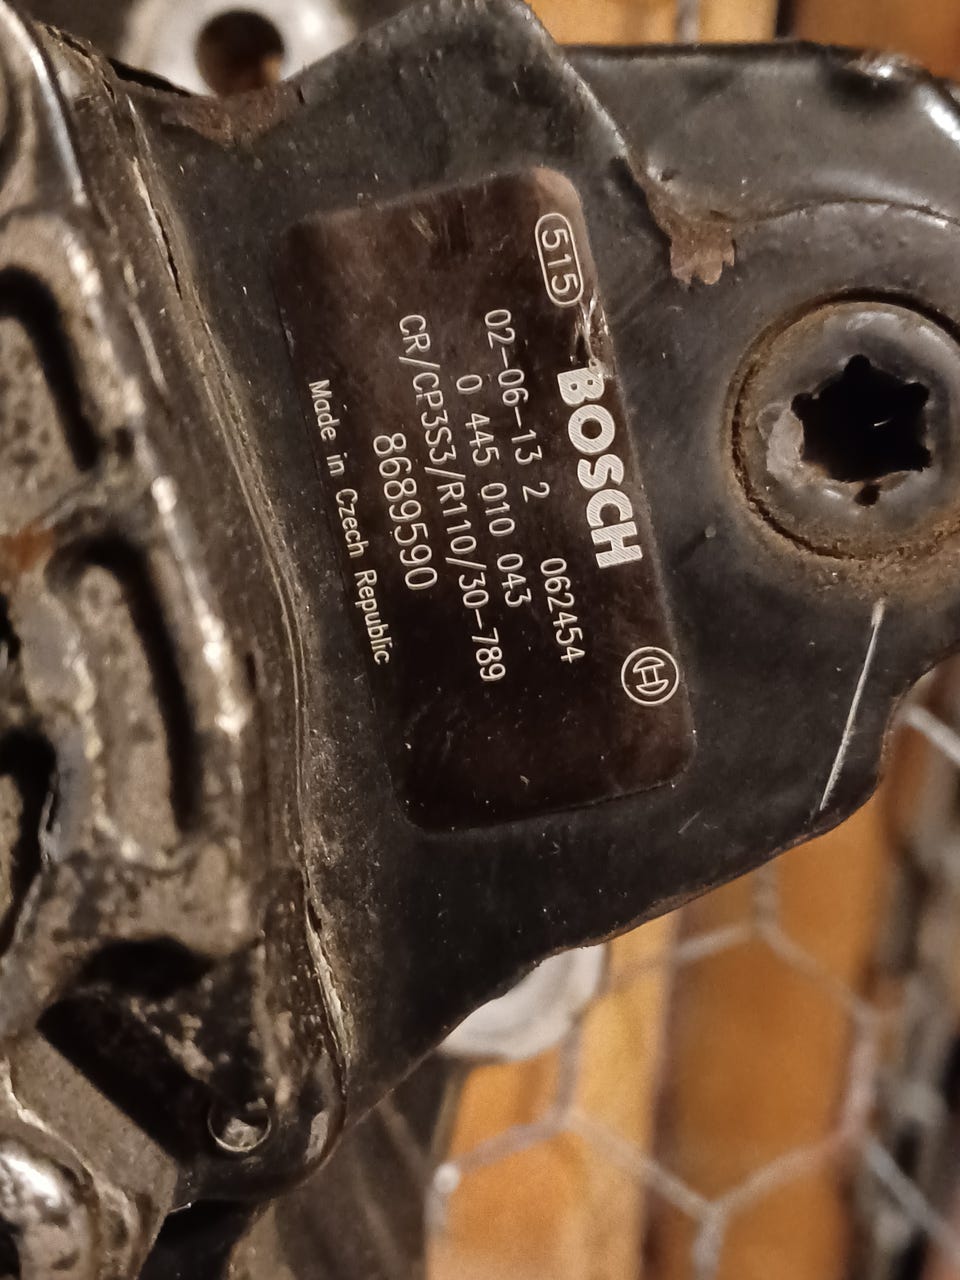 515 BOSCH
02-06-13 2 062454
0 445 010 043
CR/CP3S3/R110/30-789
8689590
Made in Czech Republic